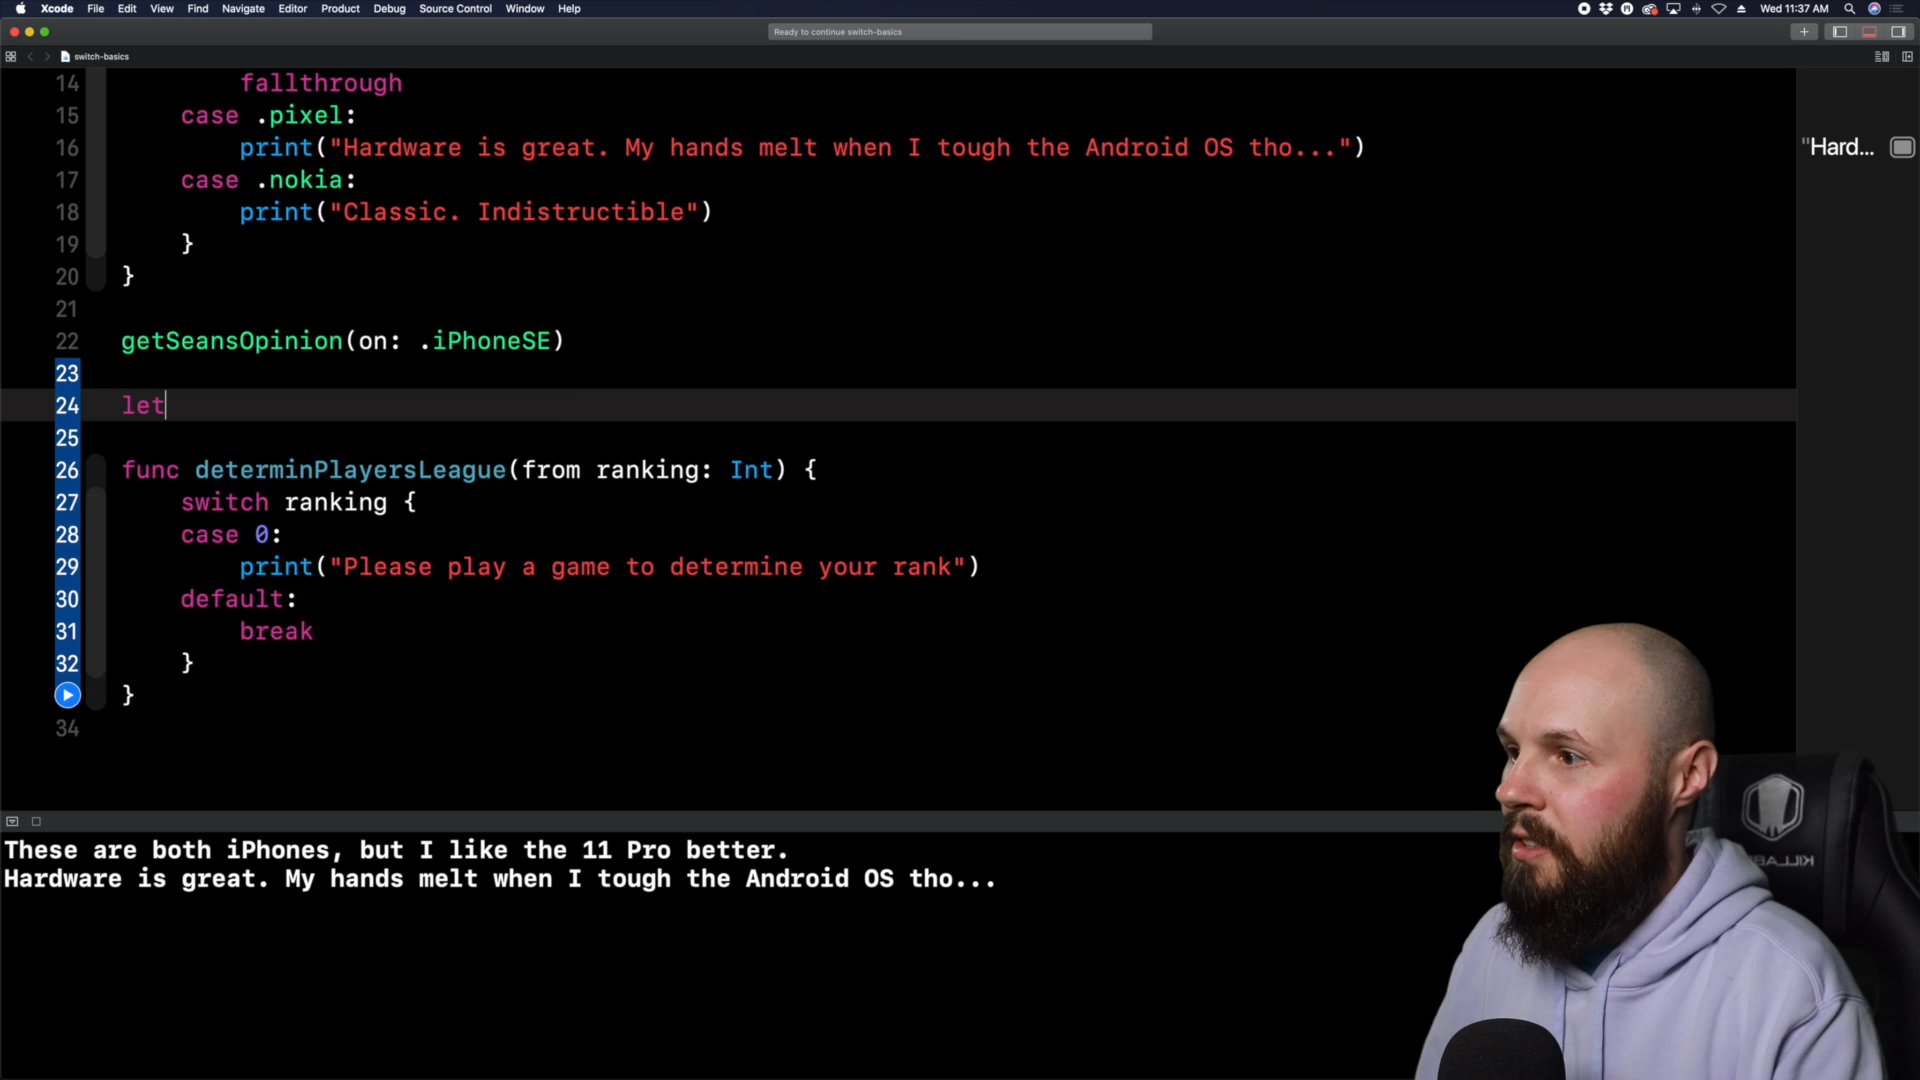 Xcode File Edit View Find Navigate Editor Product Debug Source Control Window Help Wed 11:37 AM
Ready to continue switch-basics
switch-basics
14 fallthrough
15 case .pixel:
16 print("Hardware is great. My hands melt when I tough the Android OS tho...") "Hard...
17 case .nokia:
18 print("Classic. Indistructible")
19 }
20 }
21
22 getSeansOpinion(on: .iPhoneSE)
23
24 let
25
26 func determinPlayersLeague(from ranking: Int) {
27 switch ranking {
28 case 0:
29 print("Please play a game to determine your rank")
30 default:
31 break
32 }
}
34
These are both iPhones, but I like the 11 Pro better.
Hardware is great. My hands melt when I tough the Android OS tho...